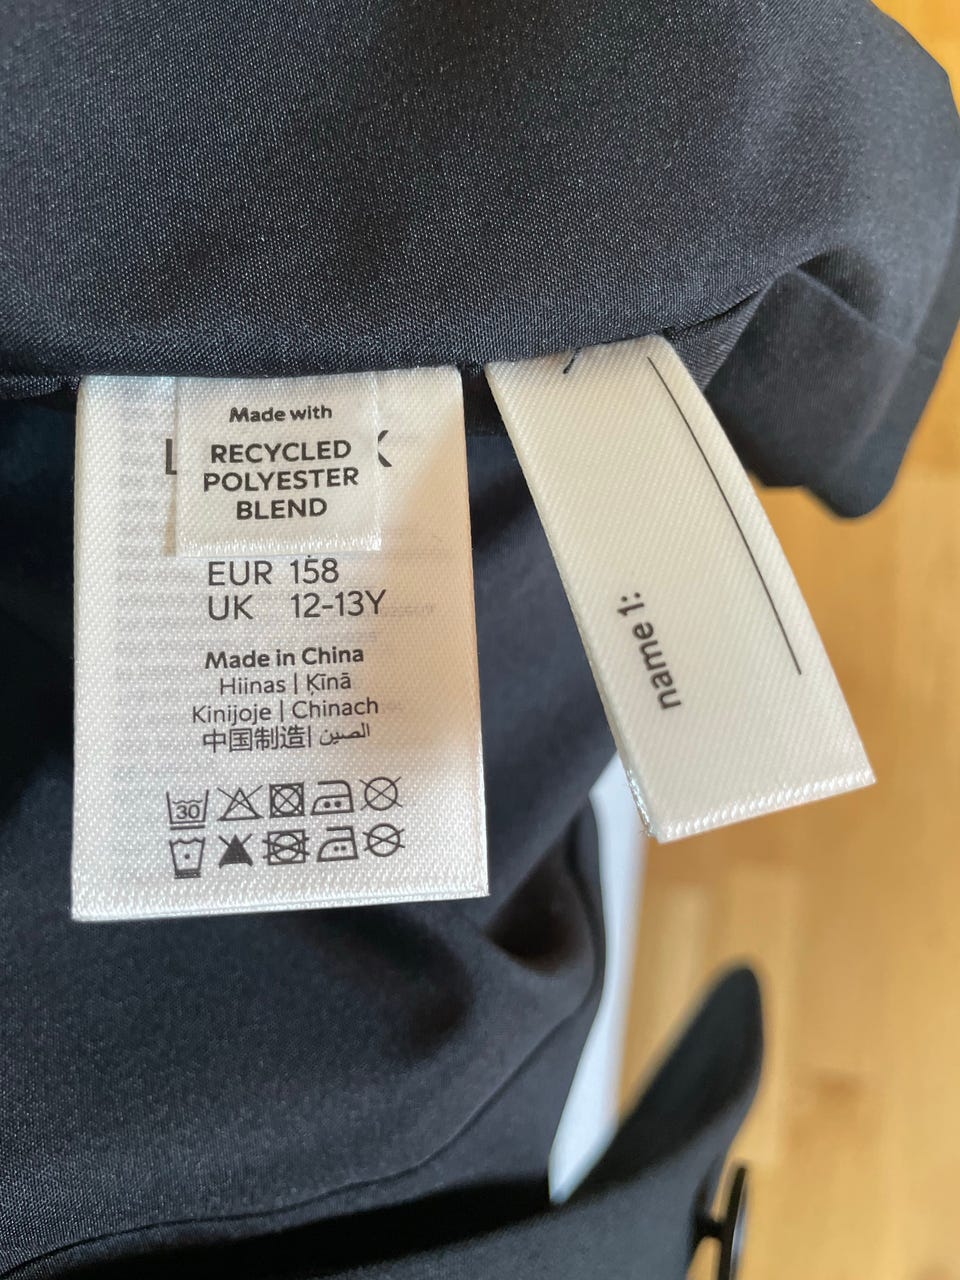 Made with
RECYCLED
POLYESTER
BLEND
EUR 158
UK 12-13Y
Made in China
Hiinas | Ķīnā
Kinijoje | Chinach
中国制造| الصين
30
name 1: